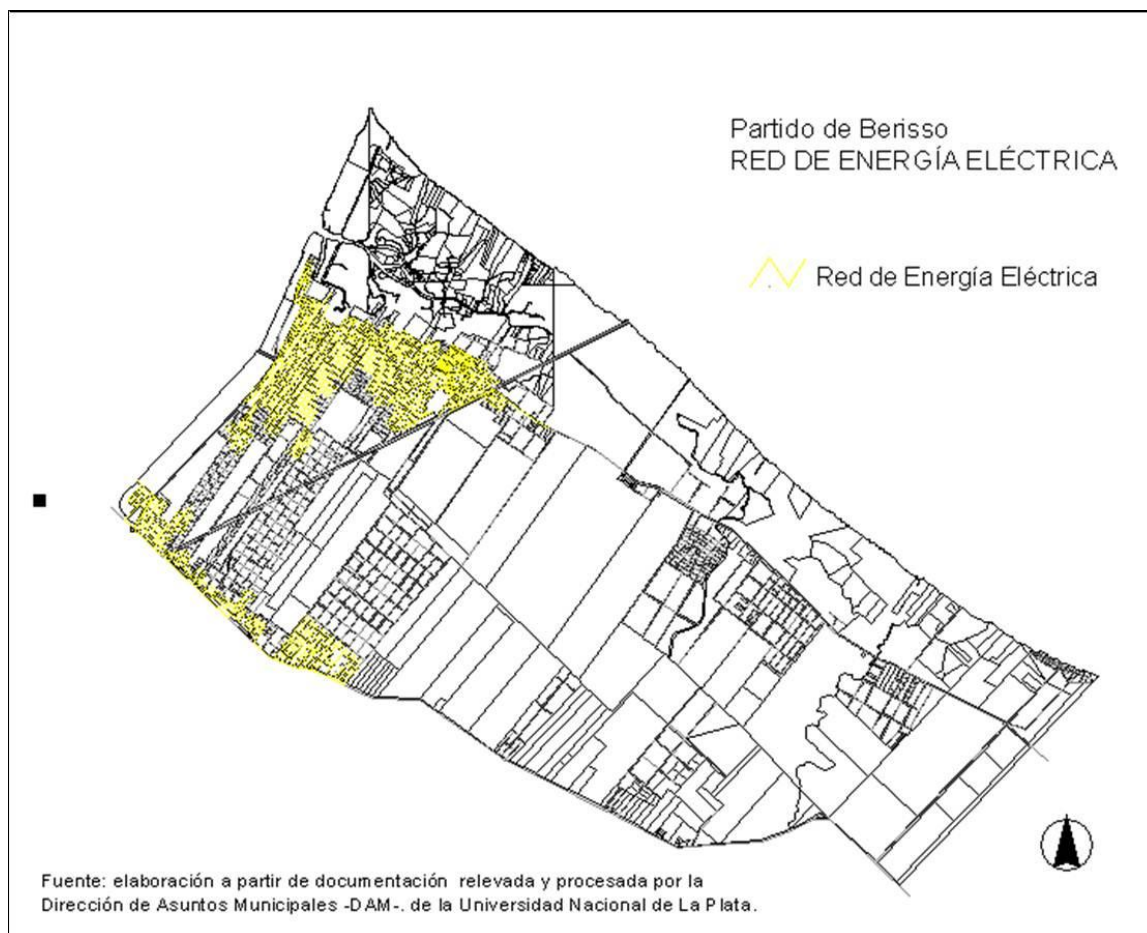 Partido de Berisso
RED DE ENERGÍA ELÉCTRICA
Red de Energía Eléctrica
Fuente: elaboración a partir de documentación relevada y procesada por la
Dirección de Asuntos Municipales -DAM-. de la Universidad Nacional de La Plata.